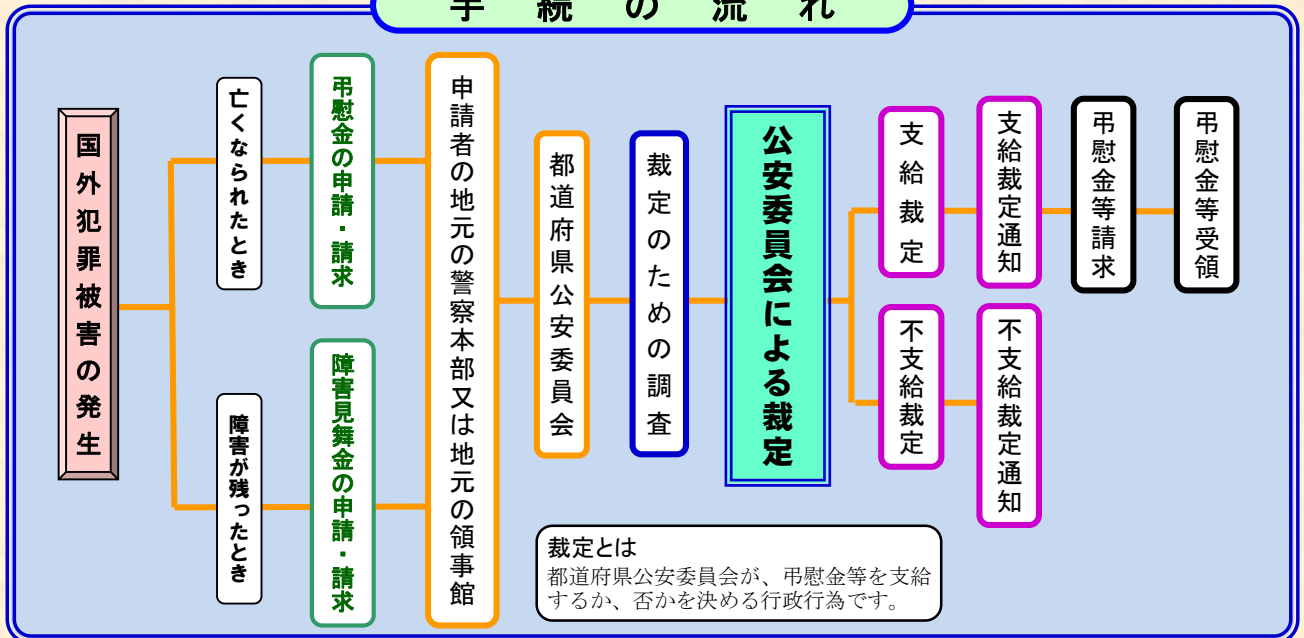 手続の流れ
国外犯罪被害の発生
亡くなられたとき
弔慰金の申請・請求
障害が残ったとき
障害見舞金の申請・請求
申請者の地元の警察本部又は地元の領事館
都道府県公安委員会
裁定のための調査
公安委員会による裁定
支給裁定
支給裁定通知
弔慰金等請求
弔慰金等受領
不支給裁定
不支給裁定通知
裁定とは
都道府県公安委員会が、弔慰金等を支給
するか、否かを決める行政行為です。